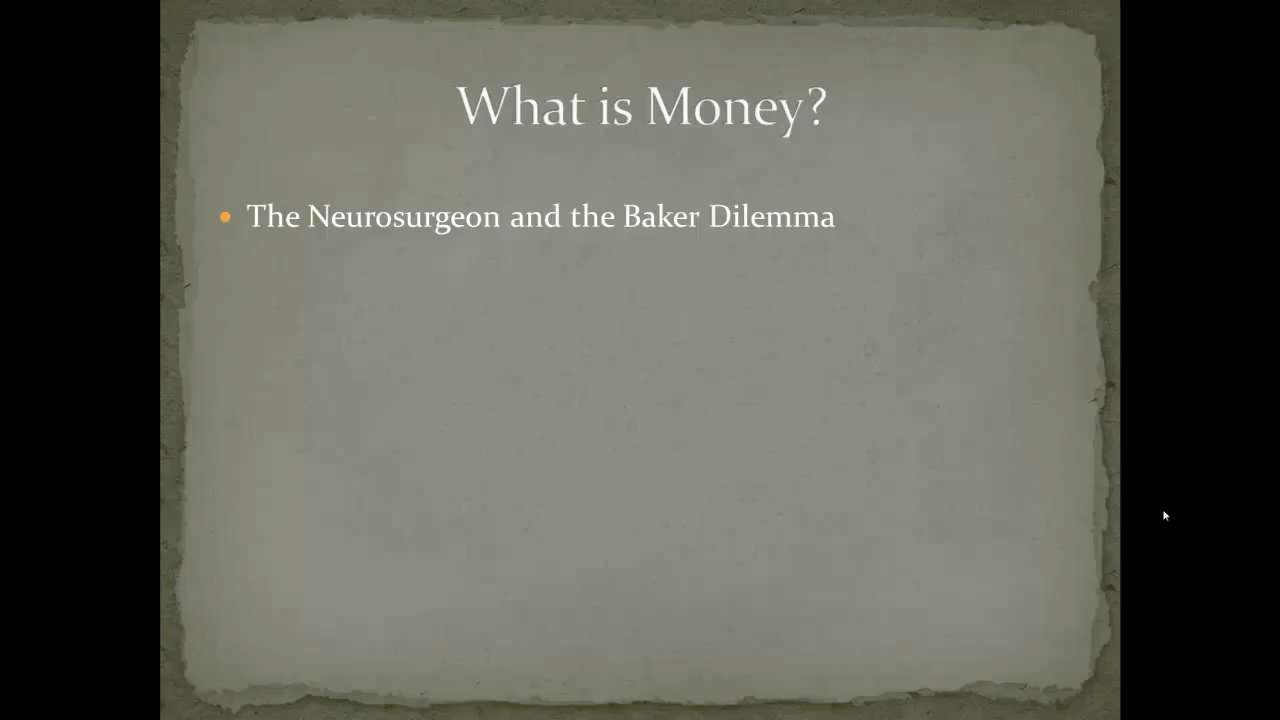 What is Money?
The Neurosurgeon and the Baker Dilemma